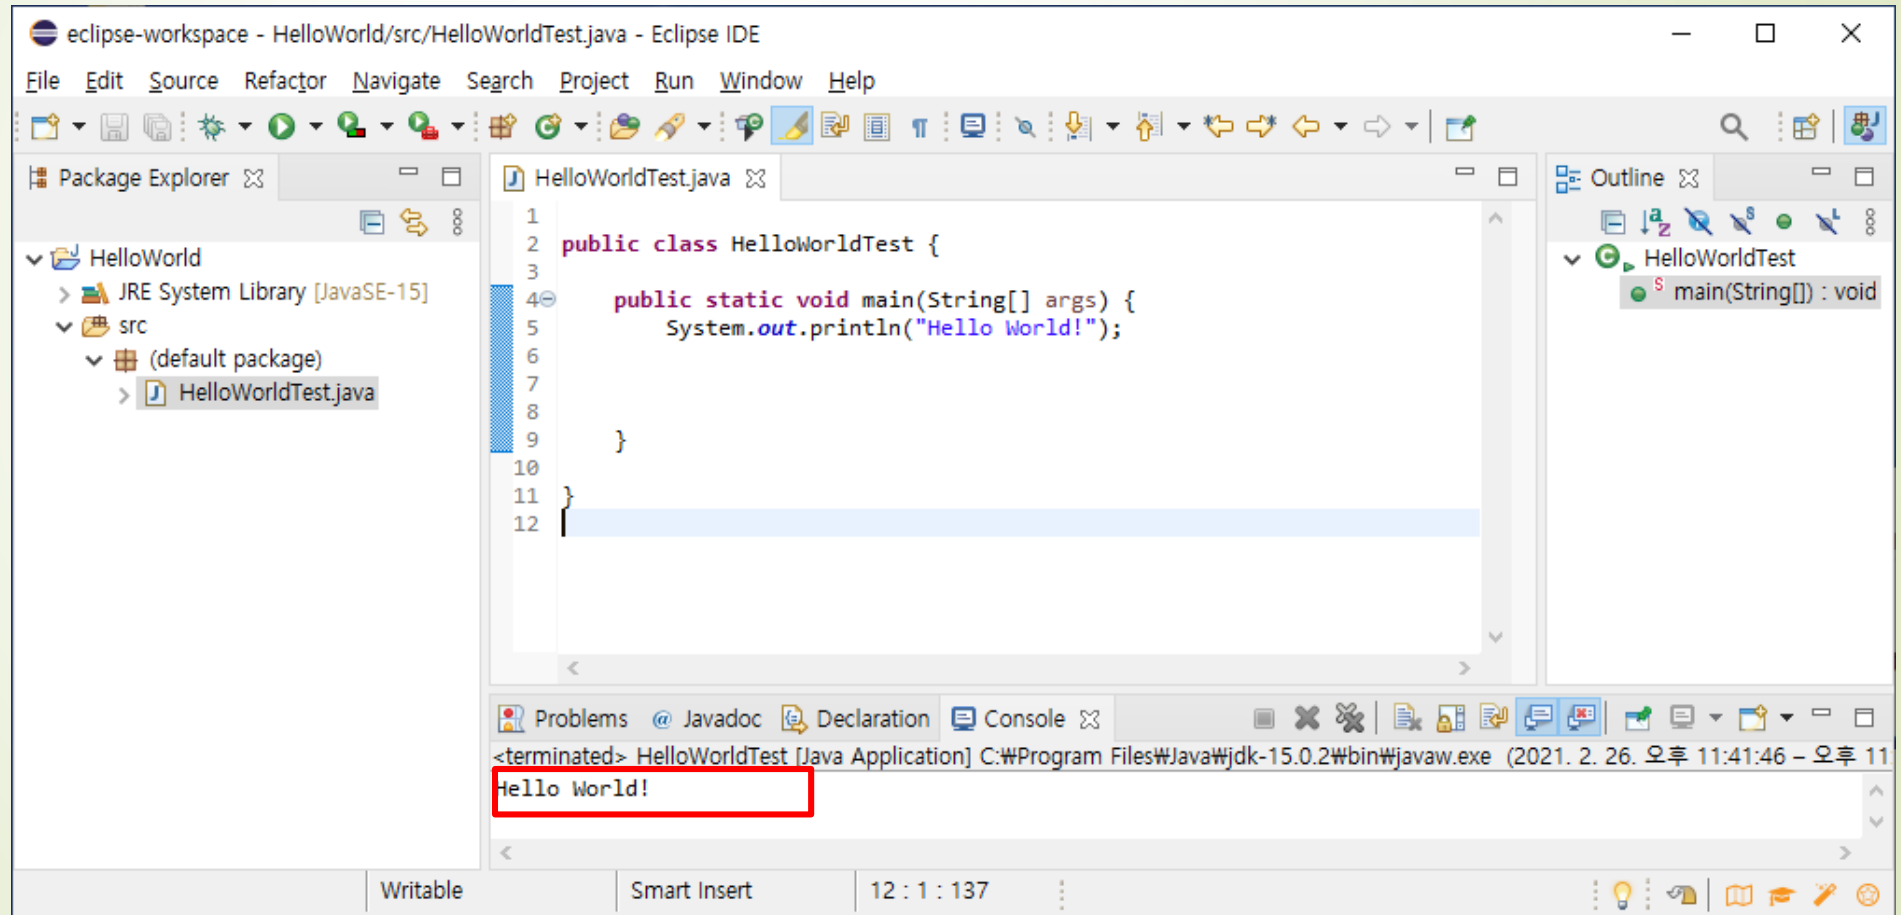 eclipse-workspace - HelloWorld/src/HelloWorldTest.java - Eclipse IDE
File Edit Source Refactor Navigate Search Project Run Window Help
Package Explorer
HelloWorld
JRE System Library [JavaSE-15]
src
(default package)
HelloWorldTest.java
HelloWorldTest.java
1
2 public class HelloWorldTest {
3
4 public static void main(String[] args) {
5 System.out.println("Hello World!");
6
7
8
9 }
10
11 }
12
Outline
HelloWorldTest
main(String[]) : void
Problems @ Javadoc Declaration Console
<terminated> HelloWorldTest [Java Application] C:₩Program Files₩Java₩jdk-15.0.2₩bin₩javaw.exe (2021. 2. 26. 오후 11:41:46 – 오후 11
Hello World!
Writable Smart Insert 12 : 1 : 137